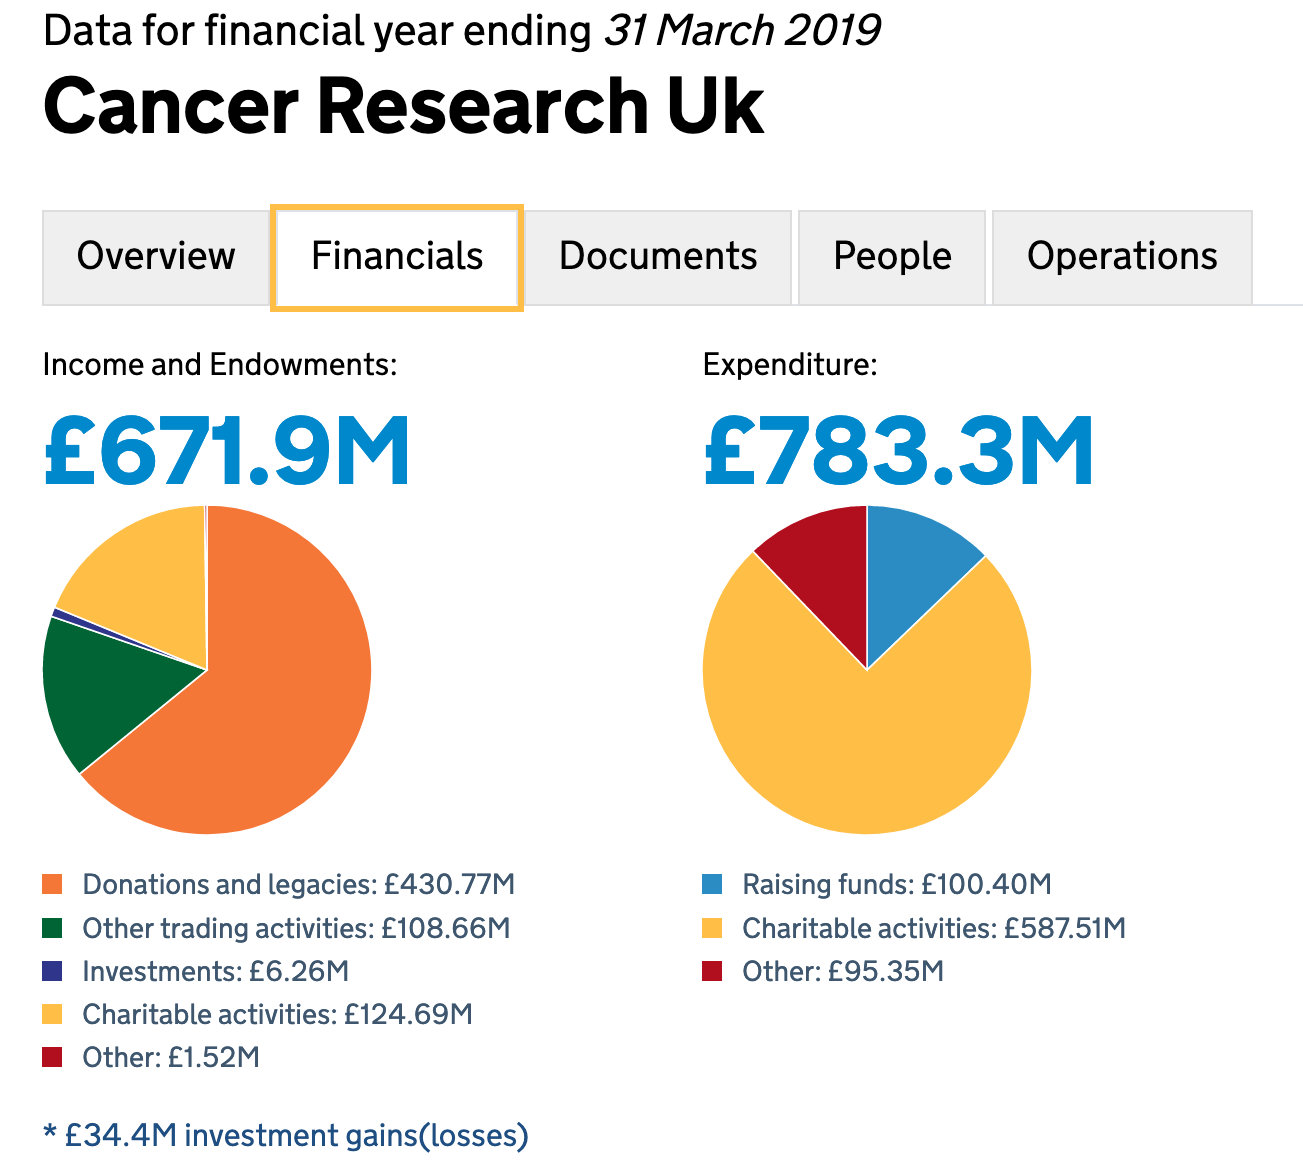 Data for financial year ending 31 March 2019
Cancer Research Uk
Overview
Financials
Documents
People
Operations
Income and Endowments:
£671.9M
Donations and legacies: £430.77M
Other trading activities: £108.66M
Investments: £6.26M
Charitable activities: £124.69M
Other: £1.52M
* £34.4M investment gains(losses)
Expenditure:
£783.3M
Raising funds: £100.40M
Charitable activities: £587.51M
Other: £95.35M